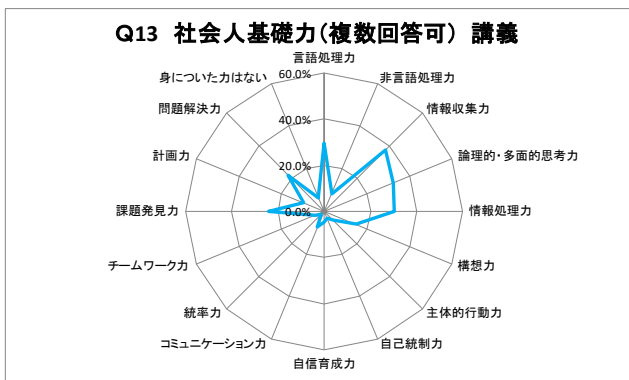 Q13 社会人基礎力(複数回答可) 講義
言語処理力
非言語処理力
情報収集力
論理的・多面的思考力
情報処理力
構想力
主体的行動力
自己統制力
自信育成力
コミュニケーション力
統率力
チームワーク力
課題発見力
計画力
問題解決力
身についた力はない
60.0%
40.0%
20.0%
0.0%